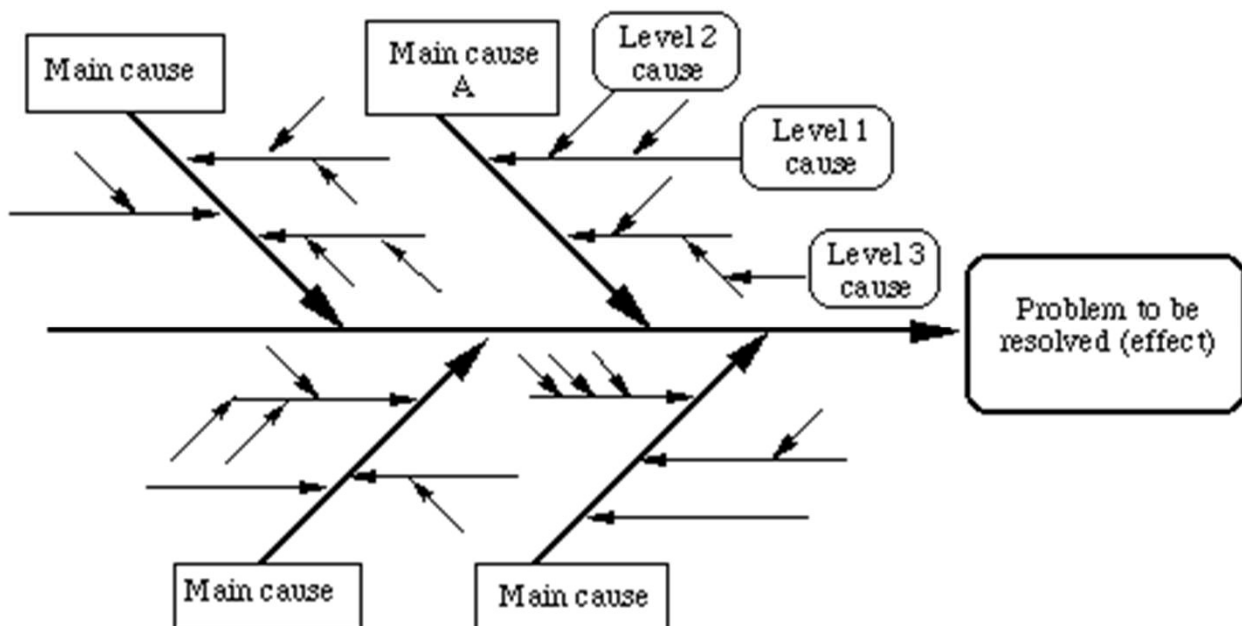 Main cause
Main cause
A
Level 2
cause
Level 1
cause
Level 3
cause
Problem to be
resolved (effect)
Main cause
Main cause